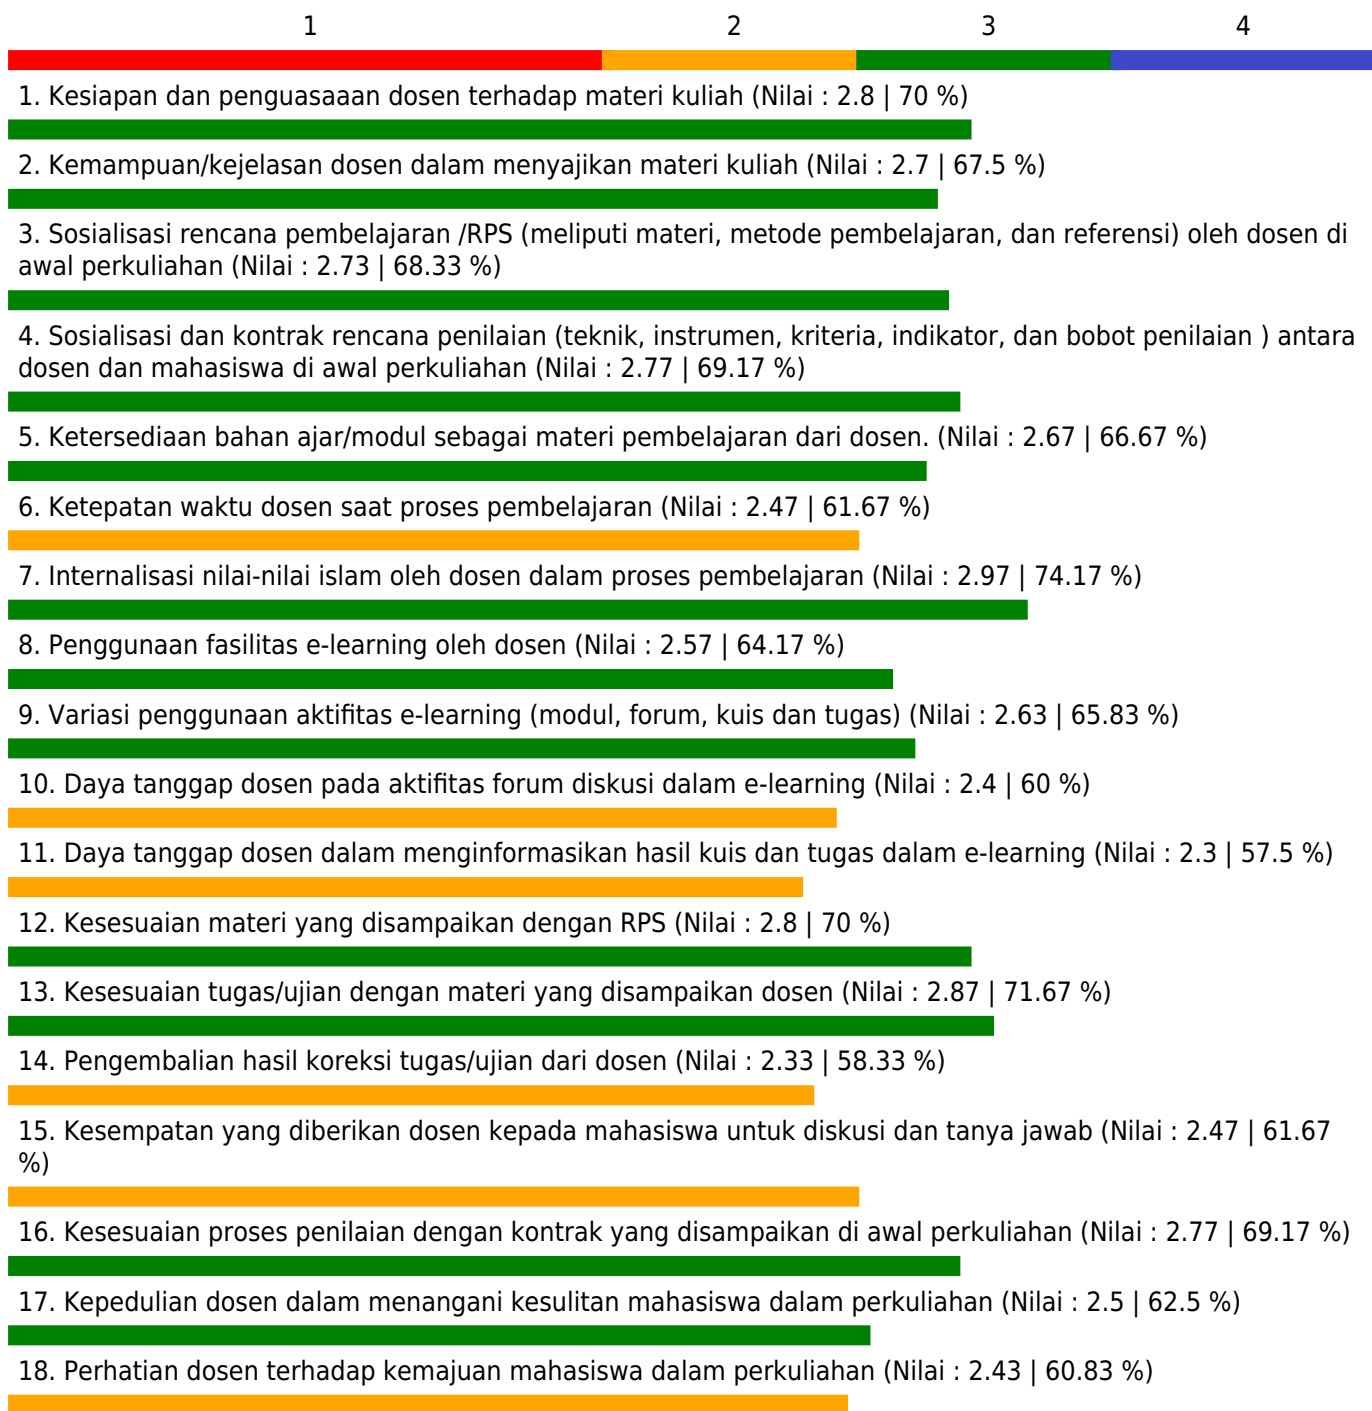 1 2 3 4
1. Kesiapan dan penguasaaan dosen terhadap materi kuliah (Nilai : 2.8 | 70 %)
2. Kemampuan/kejelasan dosen dalam menyajikan materi kuliah (Nilai : 2.7 | 67.5 %)
3. Sosialisasi rencana pembelajaran /RPS (meliputi materi, metode pembelajaran, dan referensi) oleh dosen di
awal perkuliahan (Nilai : 2.73 | 68.33 %)
4. Sosialisasi dan kontrak rencana penilaian (teknik, instrumen, kriteria, indikator, dan bobot penilaian ) antara
dosen dan mahasiswa di awal perkuliahan (Nilai : 2.77 | 69.17 %)
5. Ketersediaan bahan ajar/modul sebagai materi pembelajaran dari dosen. (Nilai : 2.67 | 66.67 %)
6. Ketepatan waktu dosen saat proses pembelajaran (Nilai : 2.47 | 61.67 %)
7. Internalisasi nilai-nilai islam oleh dosen dalam proses pembelajaran (Nilai : 2.97 | 74.17 %)
8. Penggunaan fasilitas e-learning oleh dosen (Nilai : 2.57 | 64.17 %)
9. Variasi penggunaan aktifitas e-learning (modul, forum, kuis dan tugas) (Nilai : 2.63 | 65.83 %)
10. Daya tanggap dosen pada aktifitas forum diskusi dalam e-learning (Nilai : 2.4 | 60 %)
11. Daya tanggap dosen dalam menginformasikan hasil kuis dan tugas dalam e-learning (Nilai : 2.3 | 57.5 %)
12. Kesesuaian materi yang disampaikan dengan RPS (Nilai : 2.8 | 70 %)
13. Kesesuaian tugas/ujian dengan materi yang disampaikan dosen (Nilai : 2.87 | 71.67 %)
14. Pengembalian hasil koreksi tugas/ujian dari dosen (Nilai : 2.33 | 58.33 %)
15. Kesempatan yang diberikan dosen kepada mahasiswa untuk diskusi dan tanya jawab (Nilai : 2.47 | 61.67
%)
16. Kesesuaian proses penilaian dengan kontrak yang disampaikan di awal perkuliahan (Nilai : 2.77 | 69.17 %)
17. Kepedulian dosen dalam menangani kesulitan mahasiswa dalam perkuliahan (Nilai : 2.5 | 62.5 %)
18. Perhatian dosen terhadap kemajuan mahasiswa dalam perkuliahan (Nilai : 2.43 | 60.83 %)